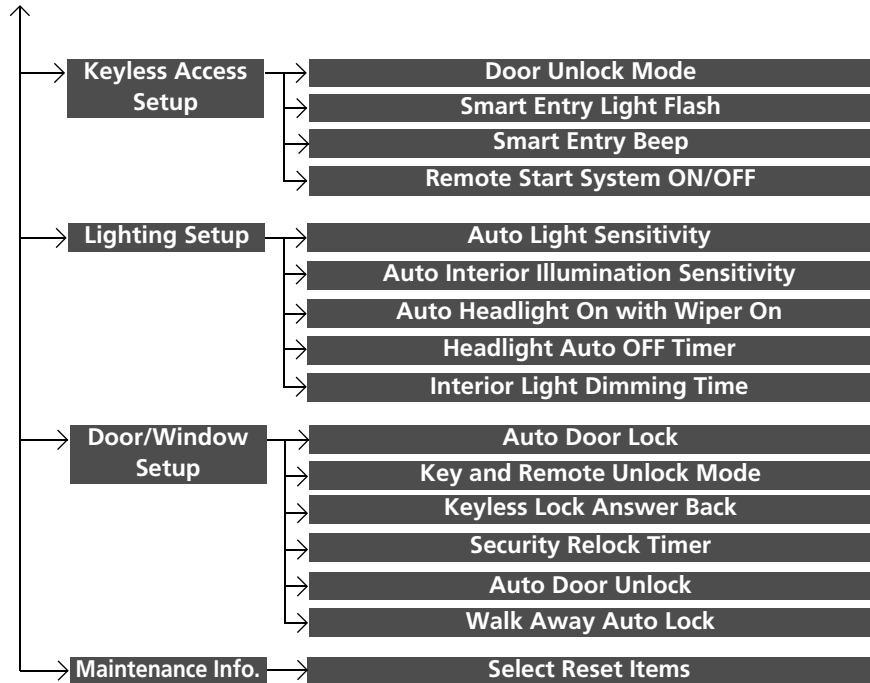 Keyless Access
Setup
Door Unlock Mode
Smart Entry Light Flash
Smart Entry Beep
Remote Start System ON/OFF
Lighting Setup
Auto Light Sensitivity
Auto Interior Illumination Sensitivity
Auto Headlight On with Wiper On
Headlight Auto OFF Timer
Interior Light Dimming Time
Door/Window
Setup
Auto Door Lock
Key and Remote Unlock Mode
Keyless Lock Answer Back
Security Relock Timer
Auto Door Unlock
Walk Away Auto Lock
Maintenance Info.
Select Reset Items